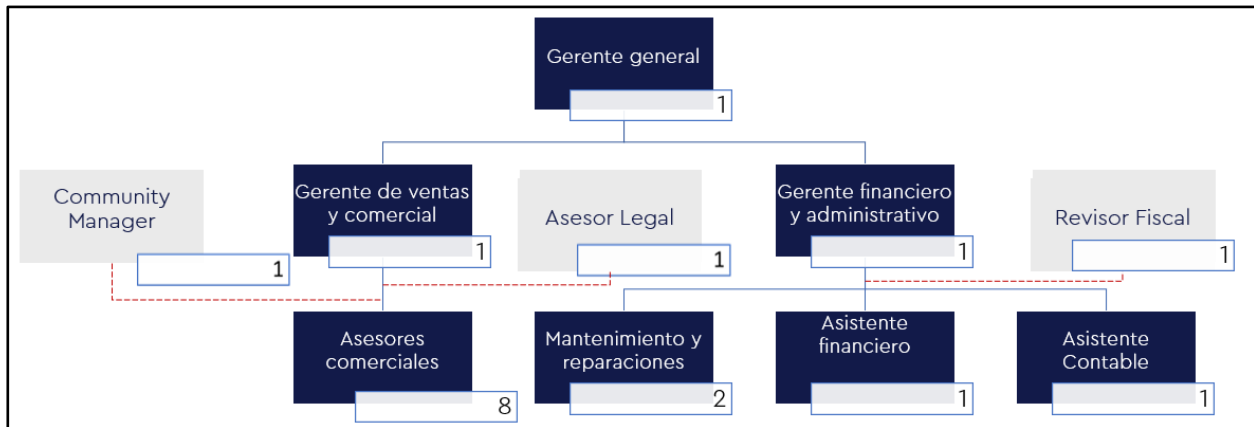 Gerente general
1
Community
Manager
1
Gerente de ventas
y comercial
1
Asesor Legal
1
Gerente financiero
y administrativo
1
Revisor Fiscal
1
Asesores
comerciales
8
Mantenimiento y
reparaciones
2
Asistente
financiero
1
Asistente
Contable
1